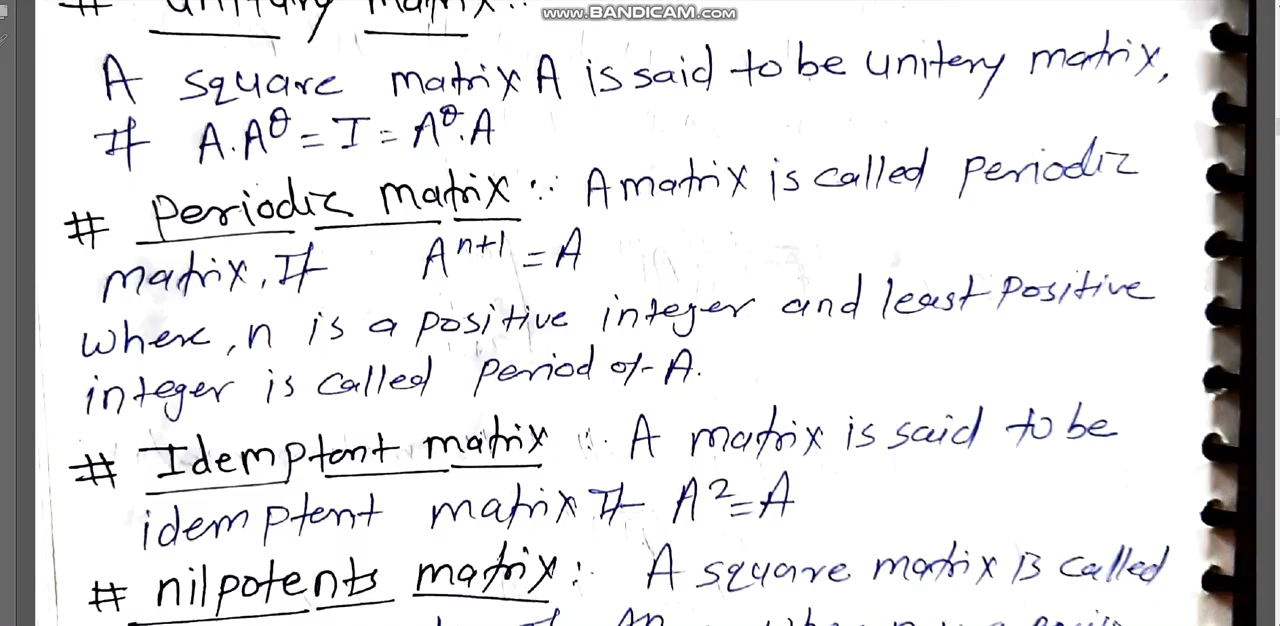 www.BANDICAM.com
# Unitary matrix :.
A square matrix A is said to be unitery matrix,
If A.A^θ = I = A^θ.A
# Periodic matrix :. A matrix is called periodic
matrix, If A^n+1 = A
where, n is a positive integer and least positive
integer is called period of A.
# Idemptent matrix :. A matrix is said to be
idemptent matrix If A^2 = A
# nilpotents matrix :. A square matrix is called